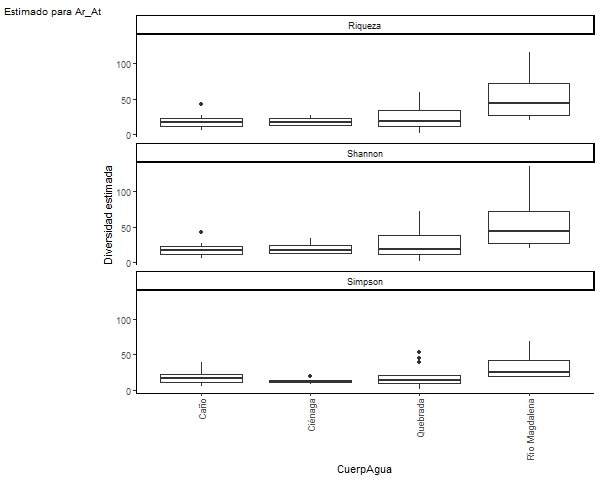 Estimado para Ar_At
Riqueza
100
50
0
Shannon
100
50
0
Simpson
100
50
0
Diversidad estimada
Caño
Ciénaga
Quebrada
Río Magdalena
CuerpAgua